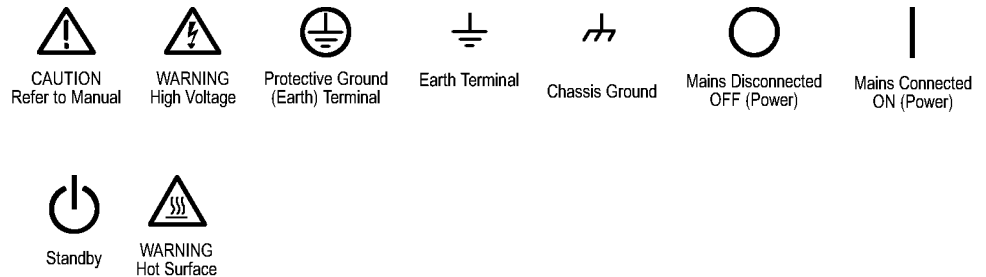 CAUTION
Refer to Manual
WARNING
High Voltage
Protective Ground
(Earth) Terminal
Earth Terminal
Chassis Ground
Mains Disconnected
OFF (Power)
Mains Connected
ON (Power)
Standby
WARNING
Hot Surface